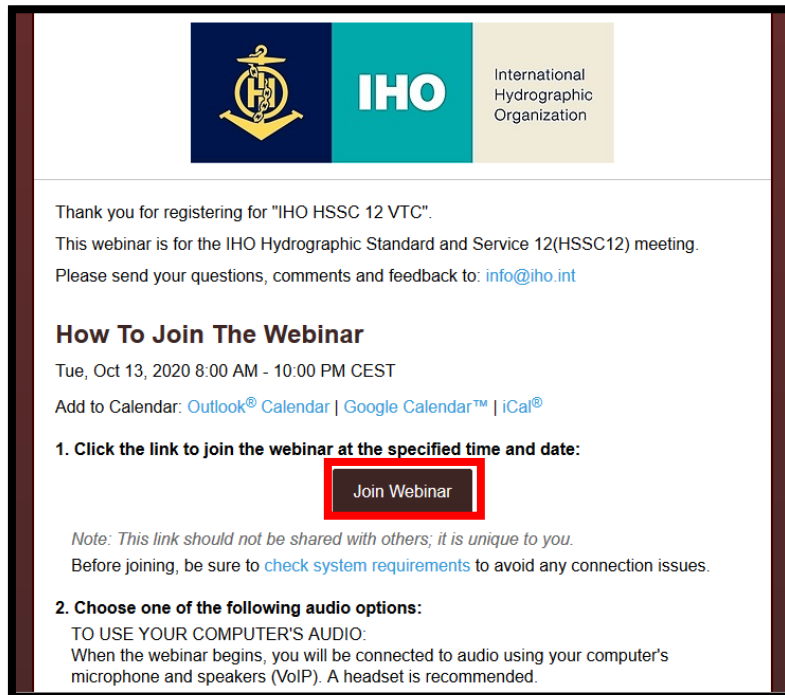 IHO
International
Hydrographic
Organization
Thank you for registering for "IHO HSSC 12 VTC".
This webinar is for the IHO Hydrographic Standard and Service 12(HSSC12) meeting.
Please send your questions, comments and feedback to: info@iho.int
How To Join The Webinar
Tue, Oct 13, 2020 8:00 AM - 10:00 PM CEST
Add to Calendar: Outlook® Calendar | Google Calendar™ | iCal®
1. Click the link to join the webinar at the specified time and date:
Join Webinar
Note: This link should not be shared with others; it is unique to you.
Before joining, be sure to check system requirements to avoid any connection issues.
2. Choose one of the following audio options:
TO USE YOUR COMPUTER'S AUDIO:
When the webinar begins, you will be connected to audio using your computer's
microphone and speakers (VoIP). A headset is recommended.